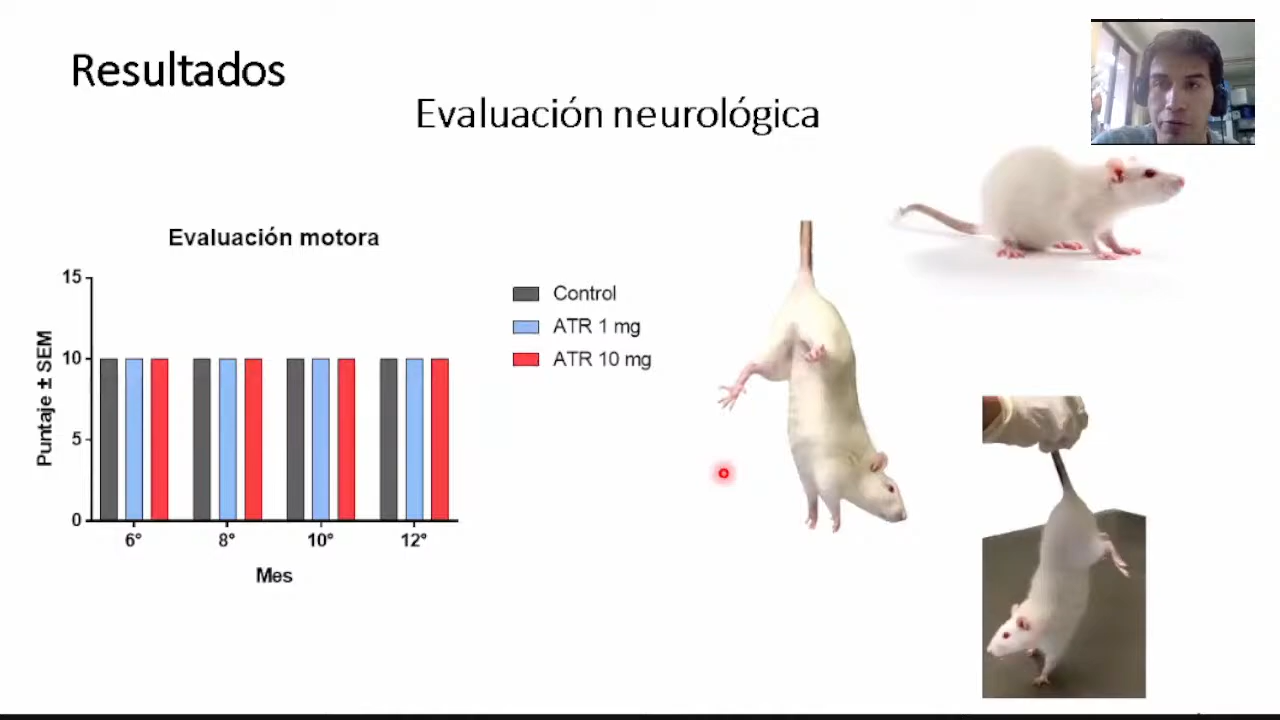 Resultados
Evaluación neurológica
Evaluación motora
15
10
5
0
Puntaje ± SEM
6° 8° 10° 12°
Mes
Control
ATR 1 mg
ATR 10 mg